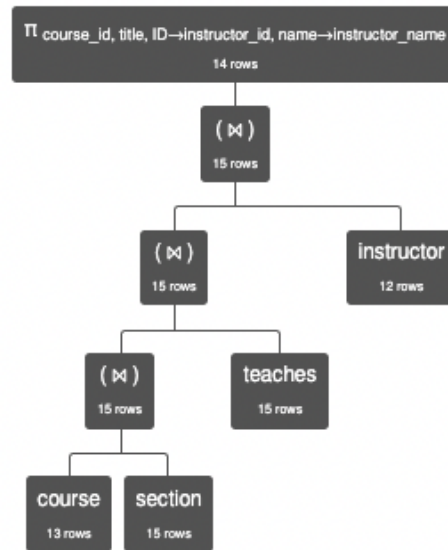 π course_id, title, ID→instructor_id, name→instructor_name
14 rows
( ⋈ )
15 rows
( ⋈ )
15 rows
instructor
12 rows
( ⋈ )
15 rows
teaches
15 rows
course
13 rows
section
15 rows